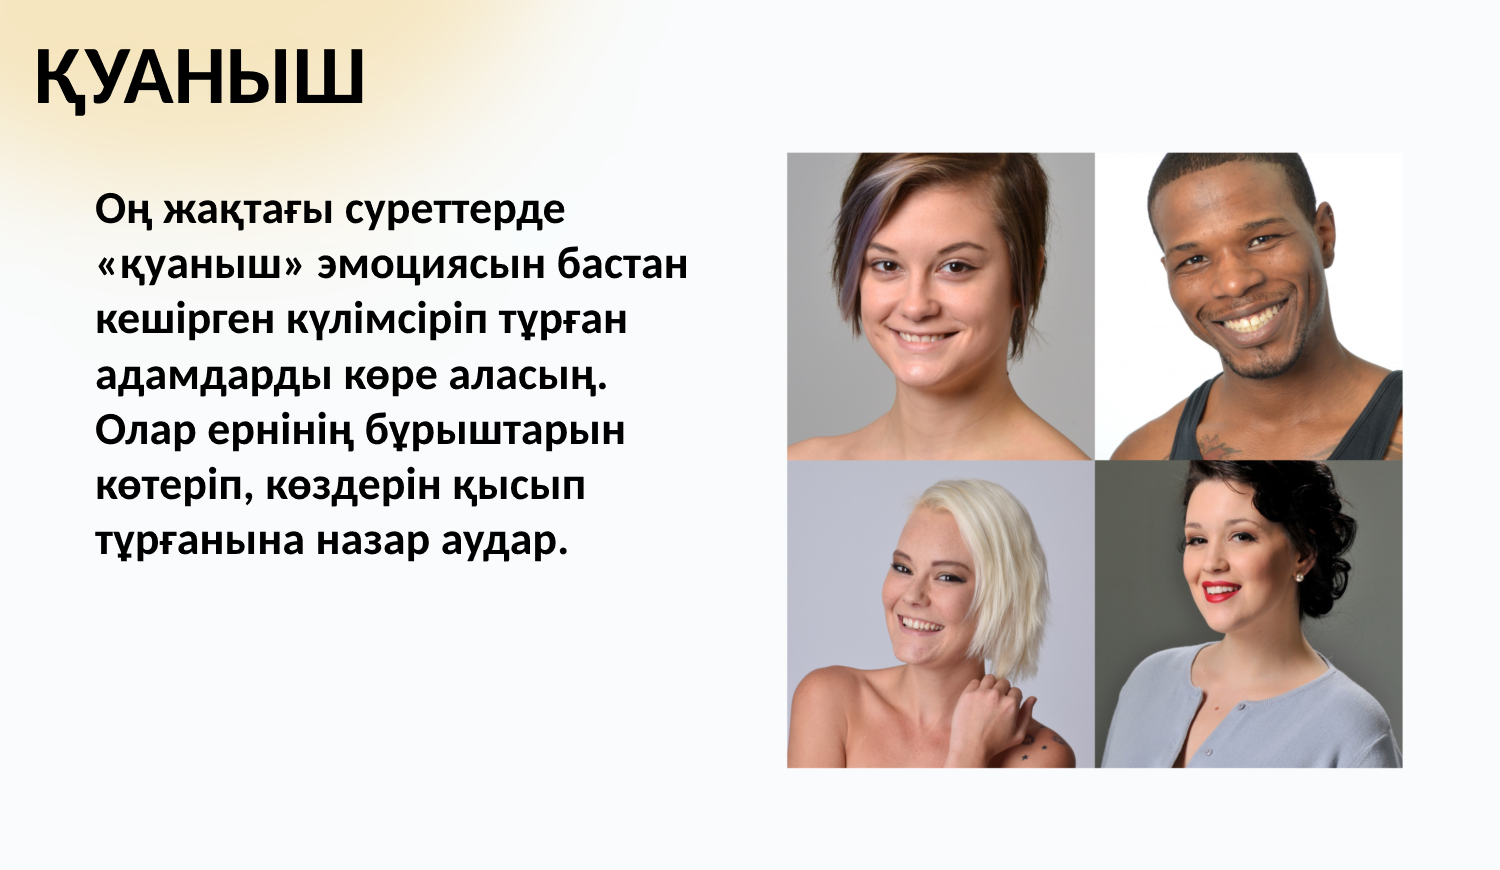 ҚУАНЫШ
Оң жақтағы суреттерде
«қуаныш» эмоциясын бастан
кешірген күлімсіріп тұрған
адамдарды көре аласың.
Олар ернінің бұрыштарын
көтеріп, көздерін қысып
тұрғанына назар аудар.